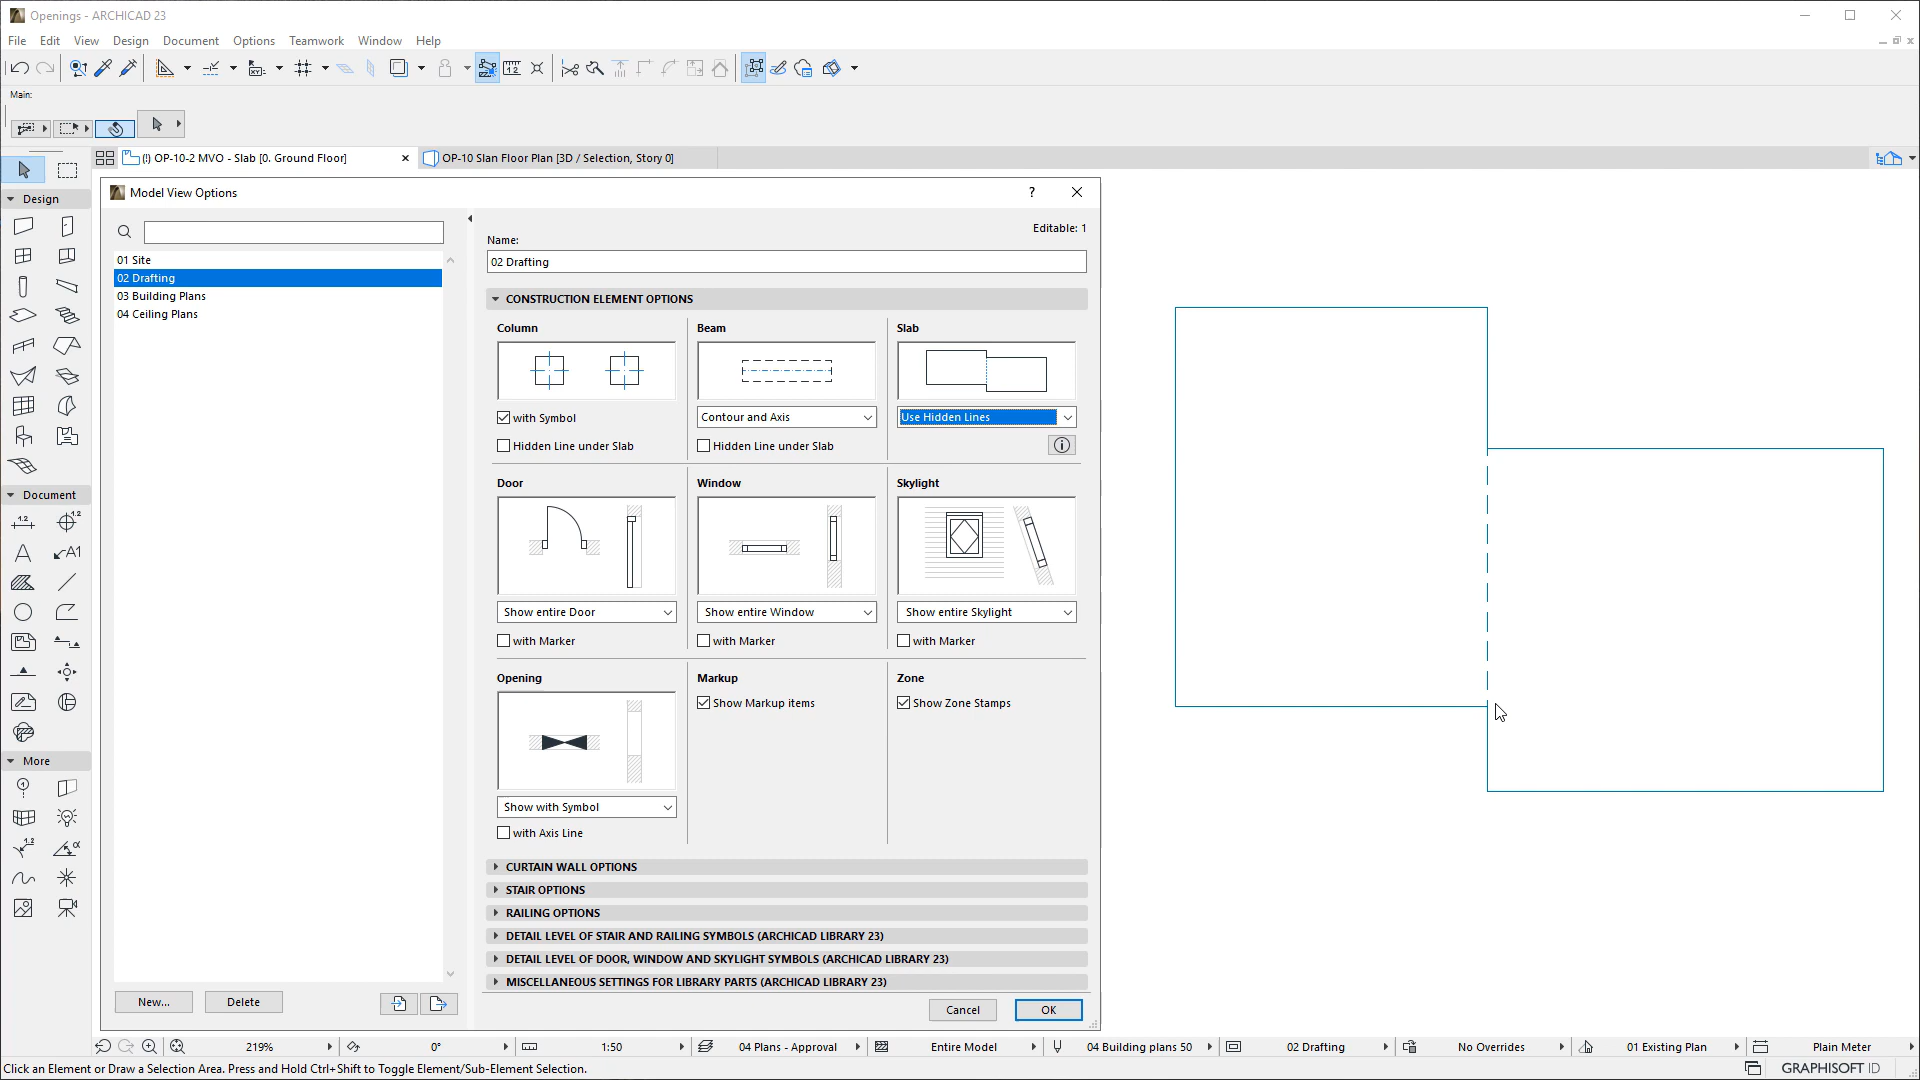 Openings - ARCHICAD 23
File Edit View Design Document Options Teamwork Window Help
Main:
(!) OP-10-2 MVO - Slab [0. Ground Floor]
OP-10 Slan Floor Plan [3D / Selection, Story 0]
Design
Document
More
Model View Options
?
01 Site
02 Drafting
03 Building Plans
04 Ceiling Plans
New...
Delete
Editable: 1
Name:
02 Drafting
CONSTRUCTION ELEMENT OPTIONS
Column Beam Slab
with Symbol
Contour and Axis
Use Hidden Lines
Hidden Line under Slab
Hidden Line under Slab
Door Window Skylight
Show entire Door
Show entire Window
Show entire Skylight
with Marker
with Marker
with Marker
Opening Markup Zone
Show Markup items
Show Zone Stamps
Show with Symbol
with Axis Line
CURTAIN WALL OPTIONS
STAIR OPTIONS
RAILING OPTIONS
DETAIL LEVEL OF STAIR AND RAILING SYMBOLS (ARCHICAD LIBRARY 23)
DETAIL LEVEL OF DOOR, WINDOW AND SKYLIGHT SYMBOLS (ARCHICAD LIBRARY 23)
MISCELLANEOUS SETTINGS FOR LIBRARY PARTS (ARCHICAD LIBRARY 23)
Cancel
OK
219% 0° 1:50 04 Plans - Approval Entire Model 04 Building plans 50 02 Drafting No Overrides 01 Existing Plan Plain Meter
Click an Element or Draw a Selection Area. Press and Hold Ctrl+Shift to Toggle Element/Sub-Element Selection.
GRAPHISOFT ID